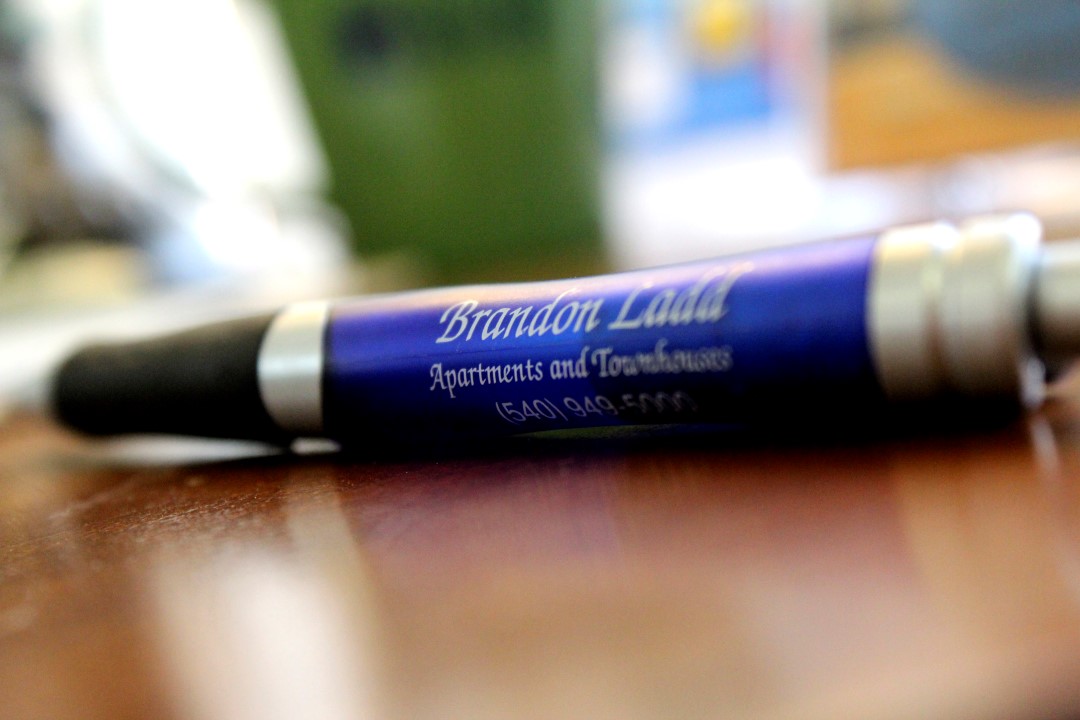 Brandon Ladd
Apartments and Townhouses
(540) 949-5000